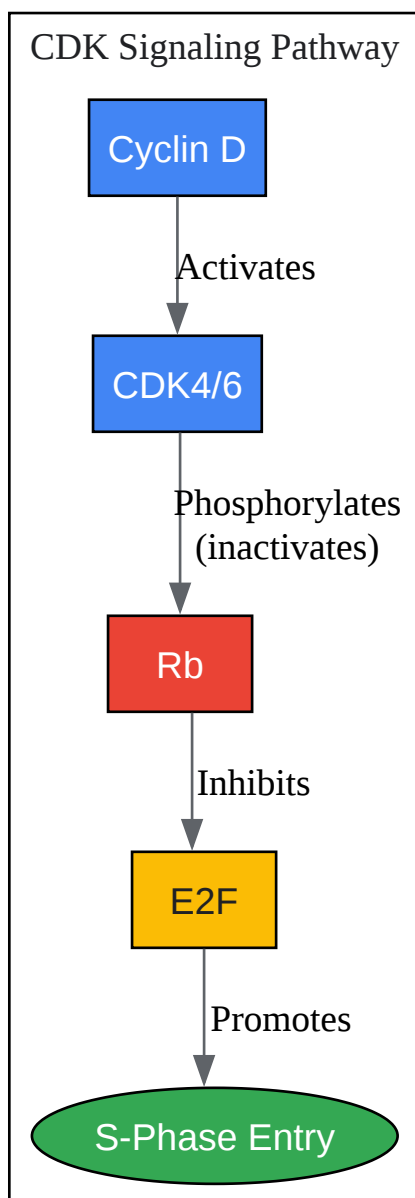 CDK Signaling Pathway
Cyclin D
Activates
CDK4/6
Phosphorylates
(inactivates)
Rb
Inhibits
E2F
Promotes
S-Phase Entry